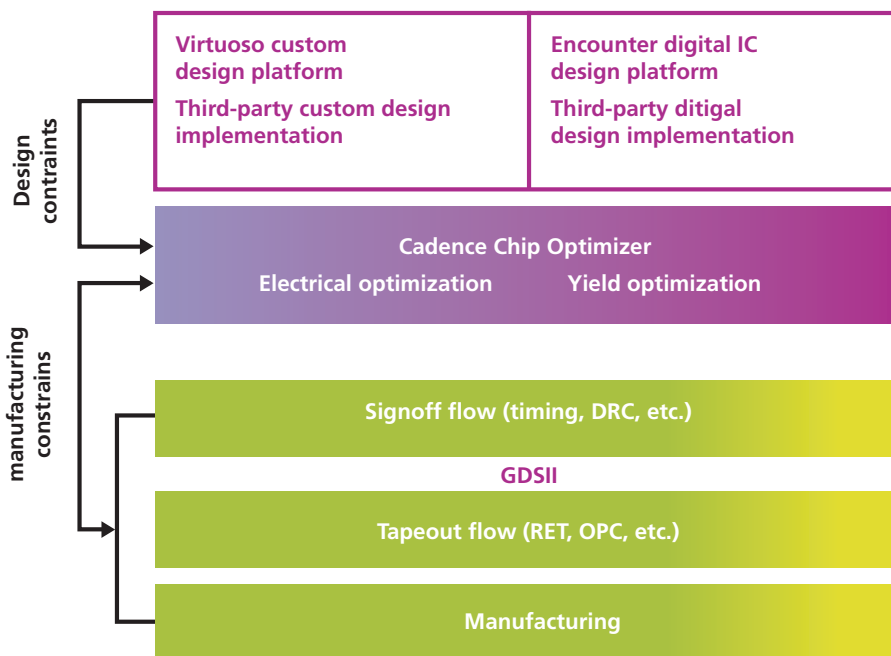 Virtuoso custom
design platform
Third-party custom design
implementation
Encounter digital IC
design platform
Third-party ditigal
design implementation
Design
contraints
Cadence Chip Optimizer
Electrical optimization
Yield optimization
manufacturing
constrains
Signoff flow (timing, DRC, etc.)
GDSII
Tapeout flow (RET, OPC, etc.)
Manufacturing